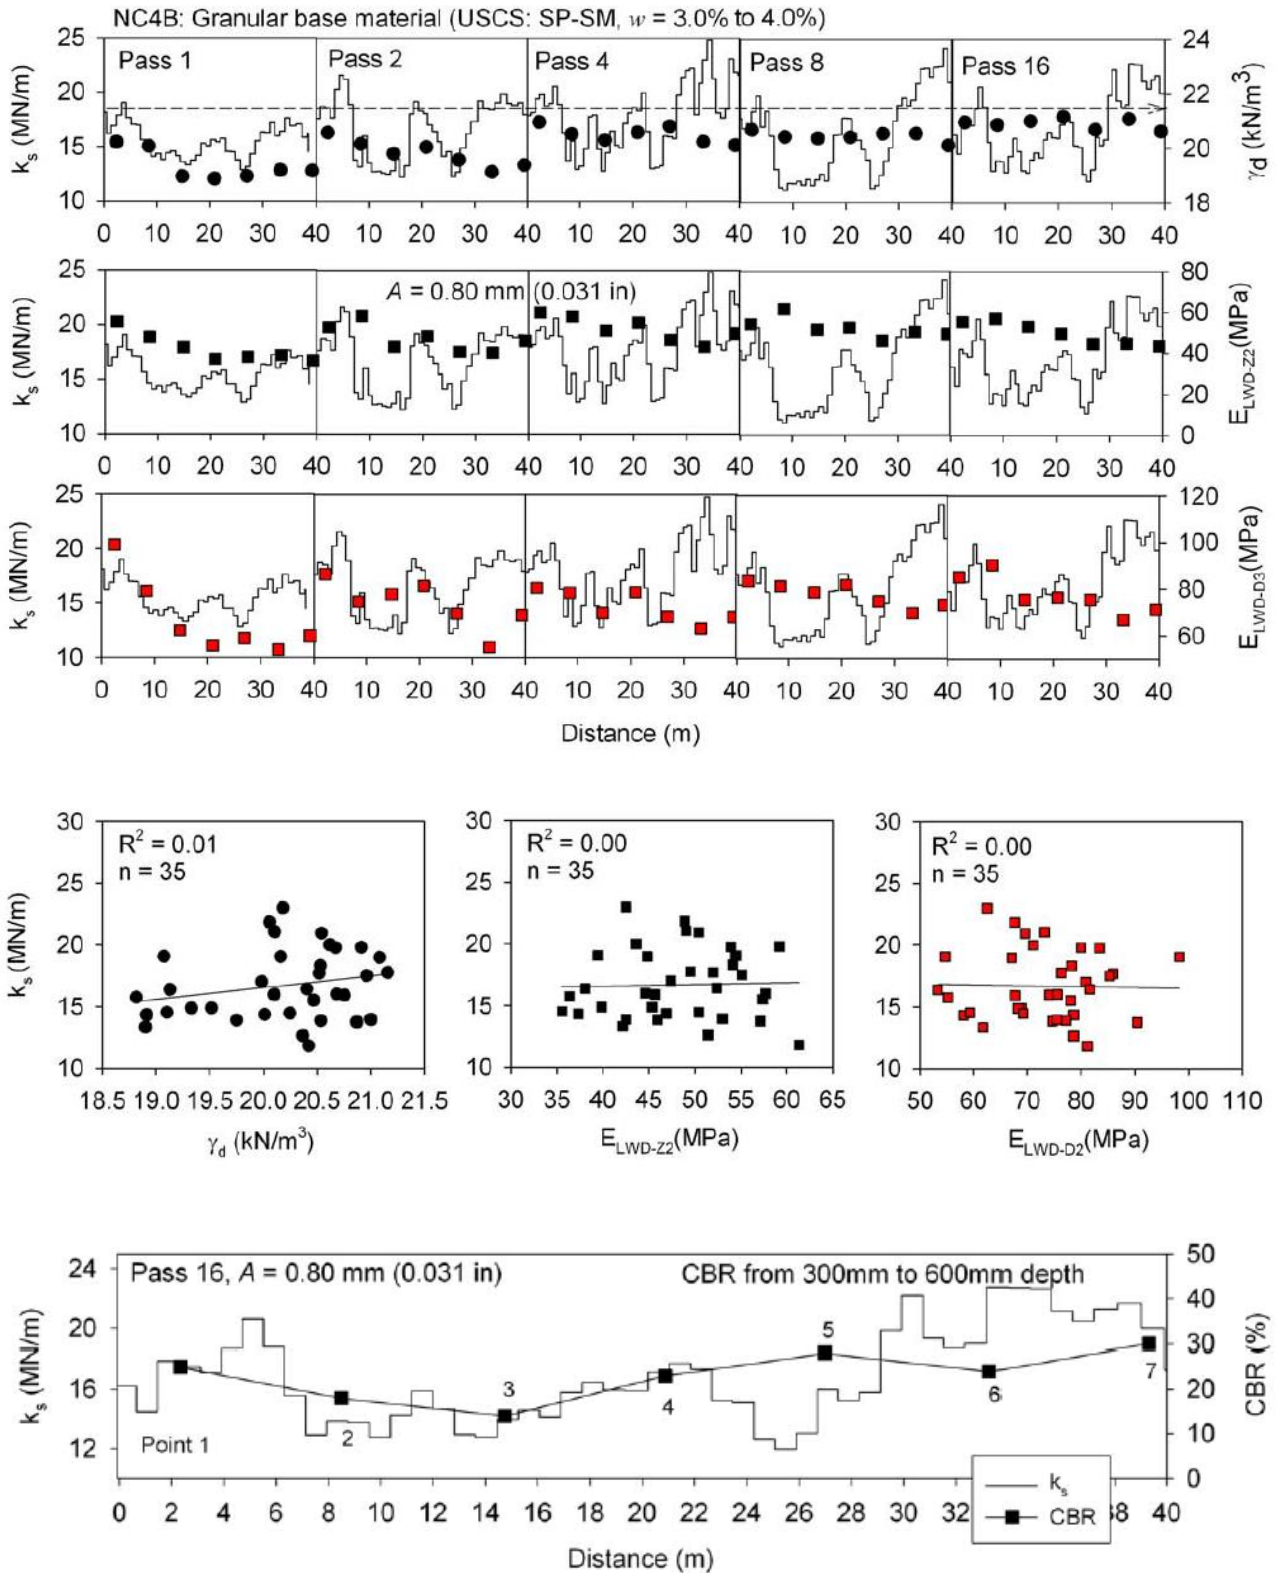 NC4B: Granular base material (USCS: SP-SM, w = 3.0% to 4.0%)
25 20 15 10
k_s (MN/m)
Pass 1 Pass 2 Pass 4 Pass 8 Pass 16
24 22 20 18
γd (kN/m³)
0 10 20 30 40 10 20 30 40 10 20 30 40 10 20 30 40 10 20 30 40
25 20 15 10
k_s (MN/m)
A = 0.80 mm (0.031 in)
80 60 40 20 0
E_LWD-Z2(MPa)
0 10 20 30 40 10 20 30 40 10 20 30 40 10 20 30 40 10 20 30 40
25 20 15 10
k_s (MN/m)
120 100 80 60
E_LWD-D3(MPa)
0 10 20 30 40 10 20 30 40 10 20 30 40 10 20 30 40 10 20 30 40
Distance (m)
30 25 20 15 10
k_s (MN/m)
R² = 0.01
n = 35
18.5 19.0 19.5 20.0 20.5 21.0 21.5
γd (kN/m³)
30 25 20 15 10
R² = 0.00
n = 35
30 35 40 45 50 55 60 65
E_LWD-Z2(MPa)
30 25 20 15 10
R² = 0.00
n = 35
50 60 70 80 90 100 110
E_LWD-D2(MPa)
24 20 16 12
k_s (MN/m)
Pass 16, A = 0.80 mm (0.031 in)
CBR from 300mm to 600mm depth
50 40 30 20 10 0
CBR (%)
Point 1 2 3 4 5 6 7
k_s
CBR
0 2 4 6 8 10 12 14 16 18 20 22 24 26 28 30 32 38 40
Distance (m)